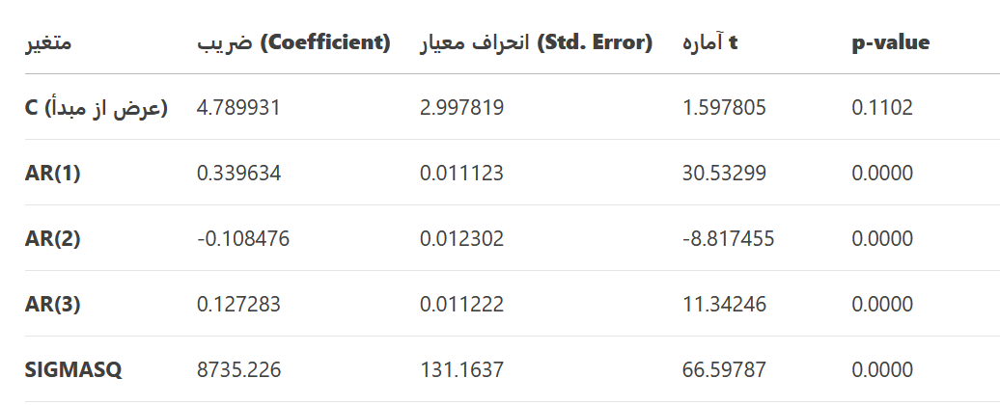 متغیر ضریب (Coefficient) انحراف معیار (Std. Error) آماره t p-value
C (عرض از مبدأ) 4.789931 2.997819 1.597805 0.1102
AR(1) 0.339634 0.011123 30.53299 0.0000
AR(2) -0.108476 0.012302 -8.817455 0.0000
AR(3) 0.127283 0.011222 11.34246 0.0000
SIGMASQ 8735.226 131.1637 66.59787 0.0000